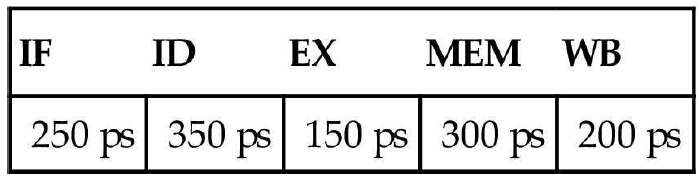 IF ID EX MEM WB
250 ps 350 ps 150 ps 300 ps 200 ps